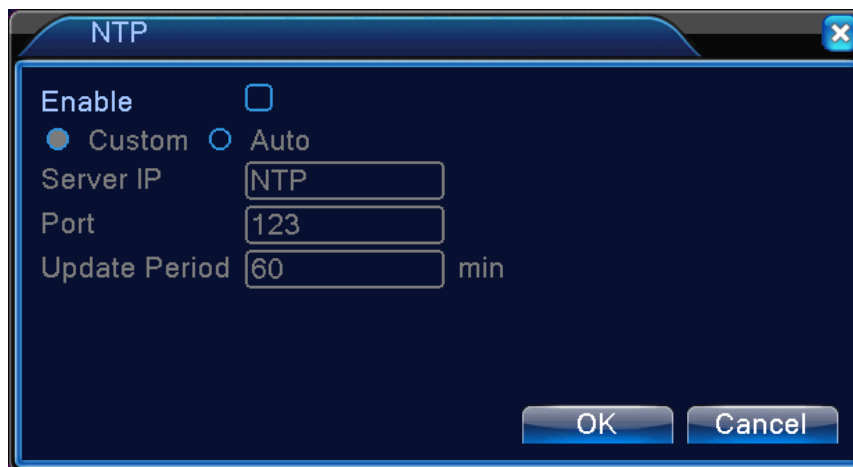 NTP
Enable
Custom Auto
Server IP NTP
Port 123
Update Period 60 min
OK Cancel